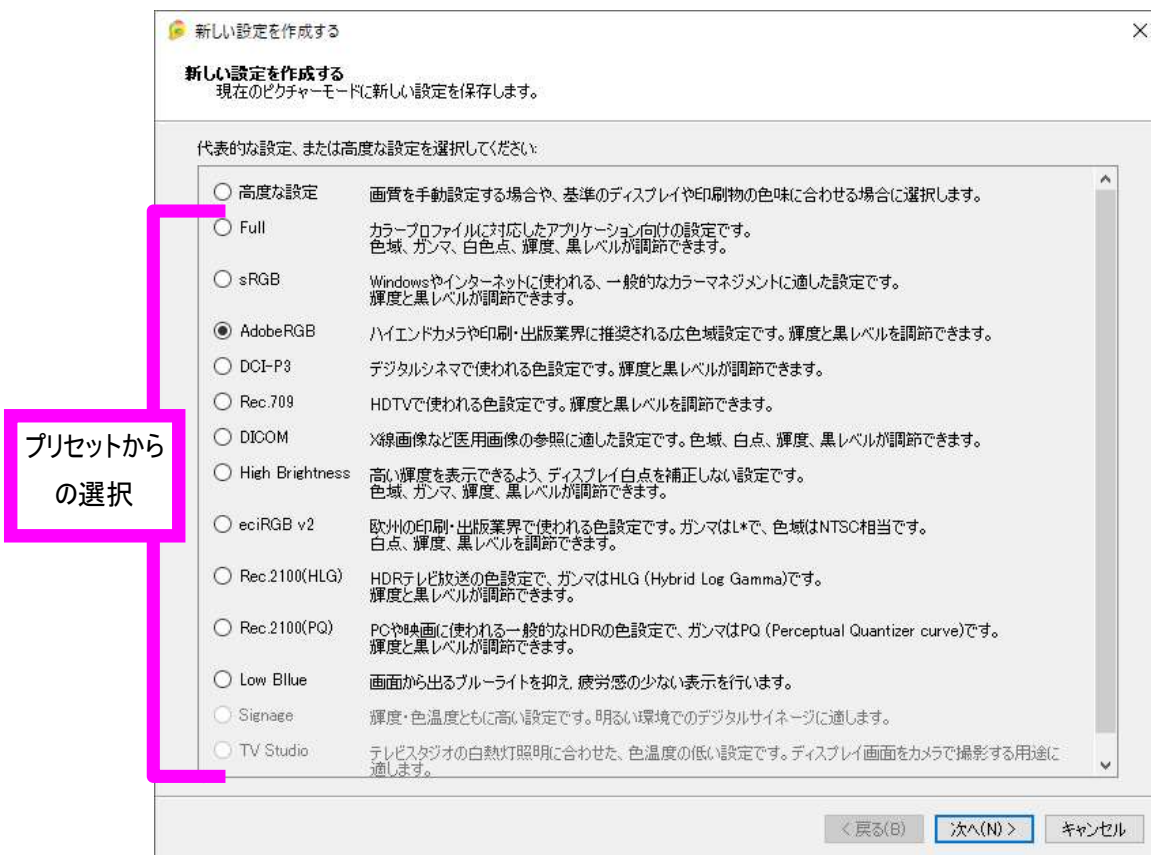 新しい設定を作成する
新しい設定を作成する
現在のピクチャーモードに新しい設定を保存します。
代表的な設定、または高度な設定を選択してください:
高度な設定 画質を手動設定する場合や、基準のディスプレイや印刷物の色味に合わせる場合に選択します。
Full カラープロファイルに対応したアプリケーション向けの設定です。
色域、ガンマ、白色点、輝度、黒レベルが調節できます。
sRGB Windowsやインターネットに使われる、一般的なカラーマネジメントに適した設定です。
輝度と黒レベルが調節できます。
AdobeRGB ハイエンドカメラや印刷・出版業界に推奨される広色域設定です。輝度と黒レベルを調節できます。
DCI-P3 デジタルシネマで使われる色設定です。輝度と黒レベルが調節できます。
Rec.709 HDTVで使われる色設定です。輝度と黒レベルを調節できます。
DICOM X線画像など医用画像の参照に適した設定です。色域、白点、輝度、黒レベルが調節できます。
High Brightness 高い輝度を表示できるよう、ディスプレイ白点を補正しない設定です。
色域、ガンマ、輝度、黒レベルが調節できます。
eciRGB v2 欧州の印刷・出版業界で使われる色設定です。ガンマはL*で、色域はNTSC相当です。
白点、輝度、黒レベルを調節できます。
Rec.2100(HLG) HDRテレビ放送の色設定で、ガンマはHLG (Hybrid Log Gamma)です。
輝度と黒レベルが調節できます。
Rec.2100(PQ) PCや映画に使われる一般的なHDRの色設定で、ガンマはPQ (Perceptual Quantizer curve)です。
輝度と黒レベルが調節できます。
Low Bllue 画面から出るブルーライトを抑え、疲労感の少ない表示を行います。
Signage 輝度・色温度ともに高い設定です。明るい環境でのデジタルサイネージに適します。
TV Studio テレビスタジオの白熱灯照明に合わせた、色温度の低い設定です。ディスプレイ画面をカメラで撮影する用途に
適します。
プリセットから
の選択
< 戻る(B) 次へ(N) > キャンセル